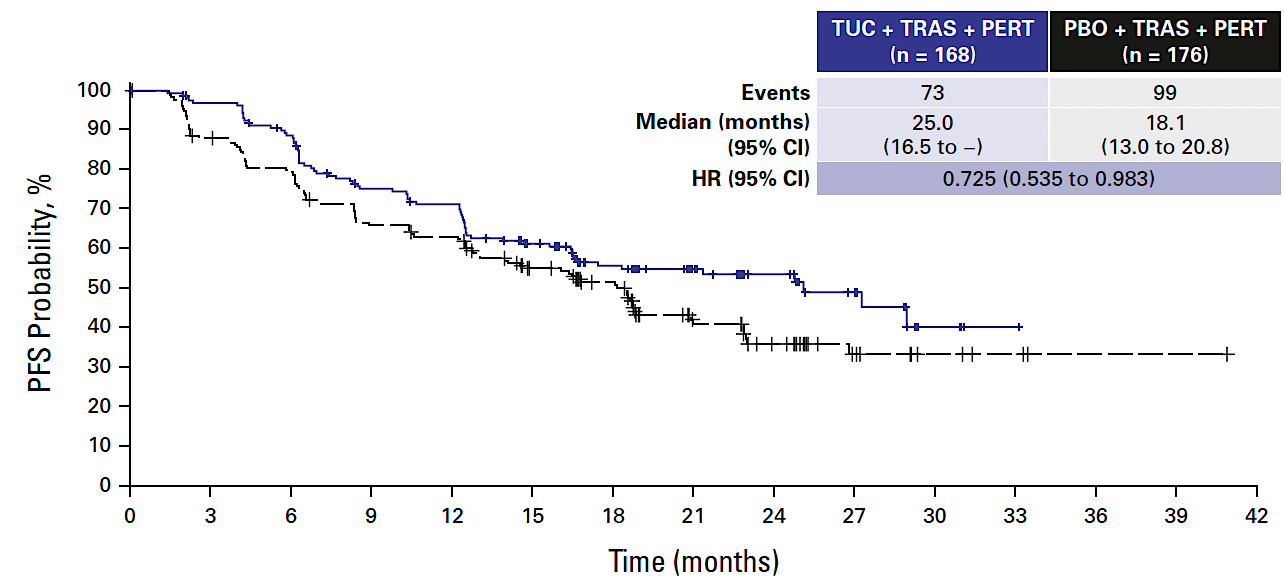 TUC + TRAS + PERT
(n = 168)
PBO + TRAS + PERT
(n = 176)
Events 73 99
Median (months) 25.0 18.1
(95% CI) (16.5 to –) (13.0 to 20.8)
HR (95% CI) 0.725 (0.535 to 0.983)
PFS Probability, %
100
90
80
70
60
50
40
30
20
10
0
0 3 6 9 12 15 18 21 24 27 30 33 36 39 42
Time (months)